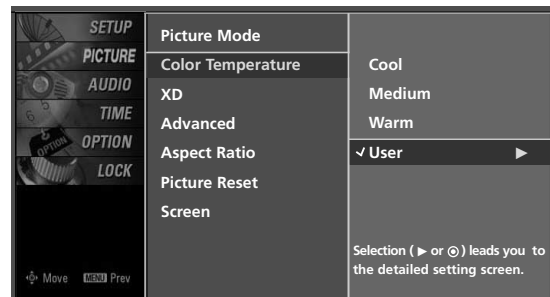 SETUP
PICTURE
AUDIO
TIME
OPTION
LOCK
Move MENU Prev
Picture Mode
Color Temperature
XD
Advanced
Aspect Ratio
Picture Reset
Screen
Cool
Medium
Warm
✓ User ▶
Selection ( ▶ or ◉ ) leads you to
the detailed setting screen.